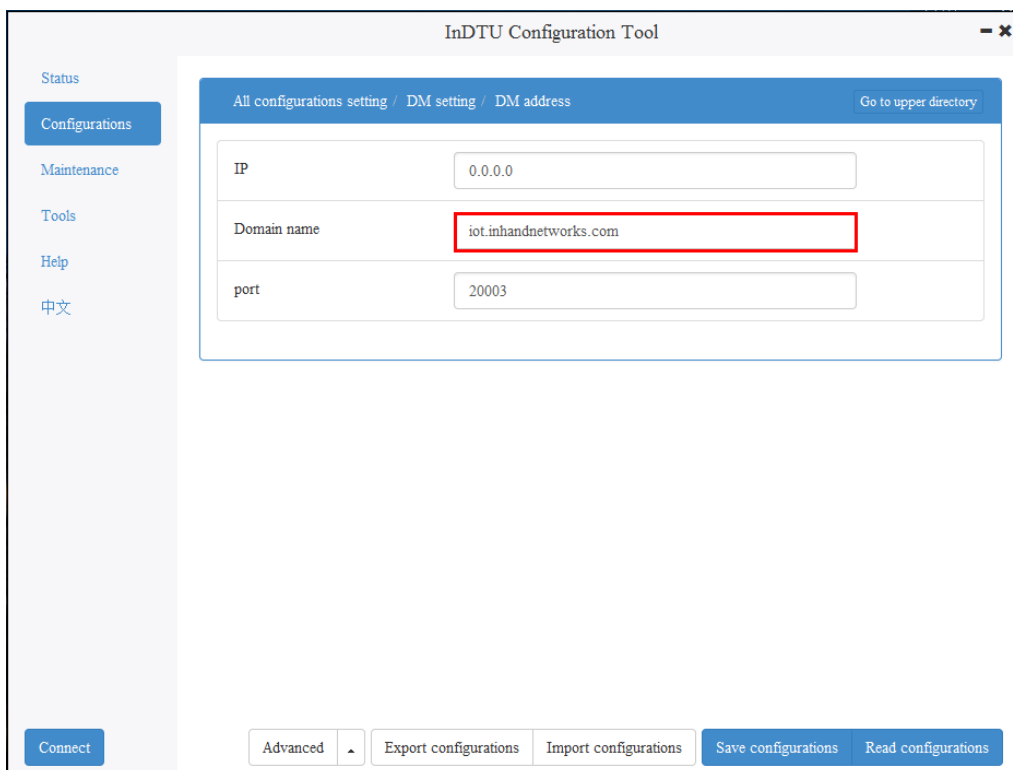 InDTU Configuration Tool
Status
Configurations
Maintenance
Tools
Help
中文
All configurations setting / DM setting / DM address
Go to upper directory
IP
0.0.0.0
Domain name
iot.inhandnetworks.com
port
20003
Connect
Advanced
Export configurations
Import configurations
Save configurations
Read configurations